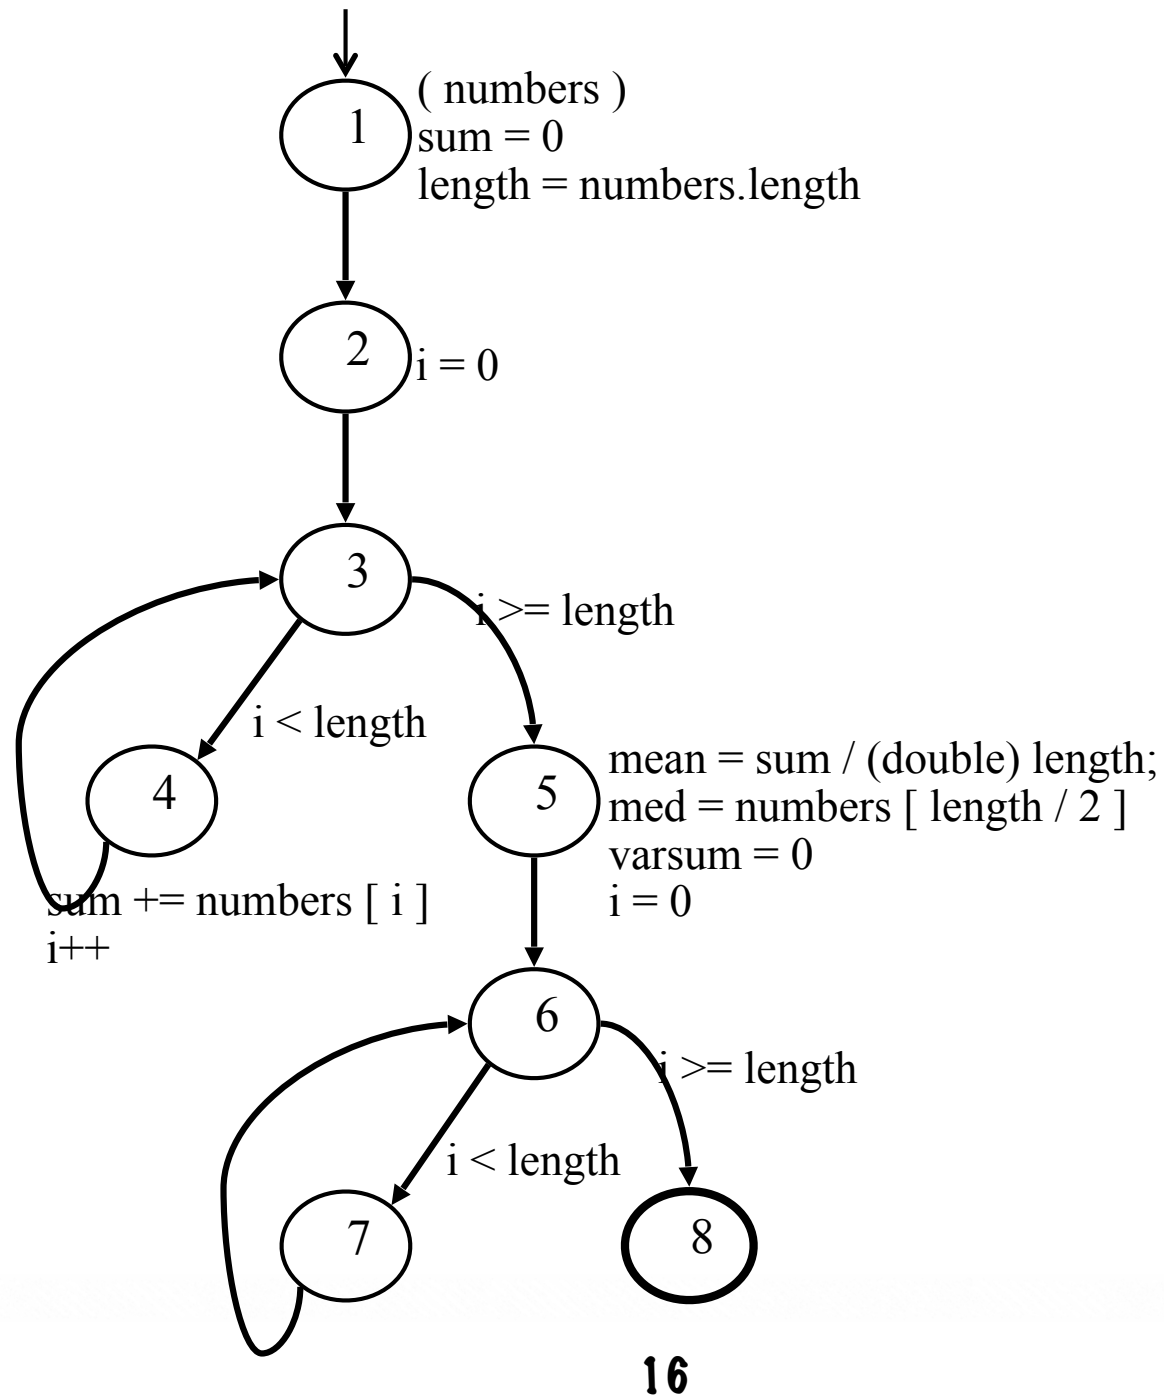 ( numbers )
1
sum = 0
length = numbers.length
2
i = 0
3
i >= length
i < length
4
5
mean = sum / (double) length;
med = numbers [ length / 2 ]
varsum = 0
i = 0
sum += numbers [ i ]
i++
6
i >= length
i < length
7
8
16